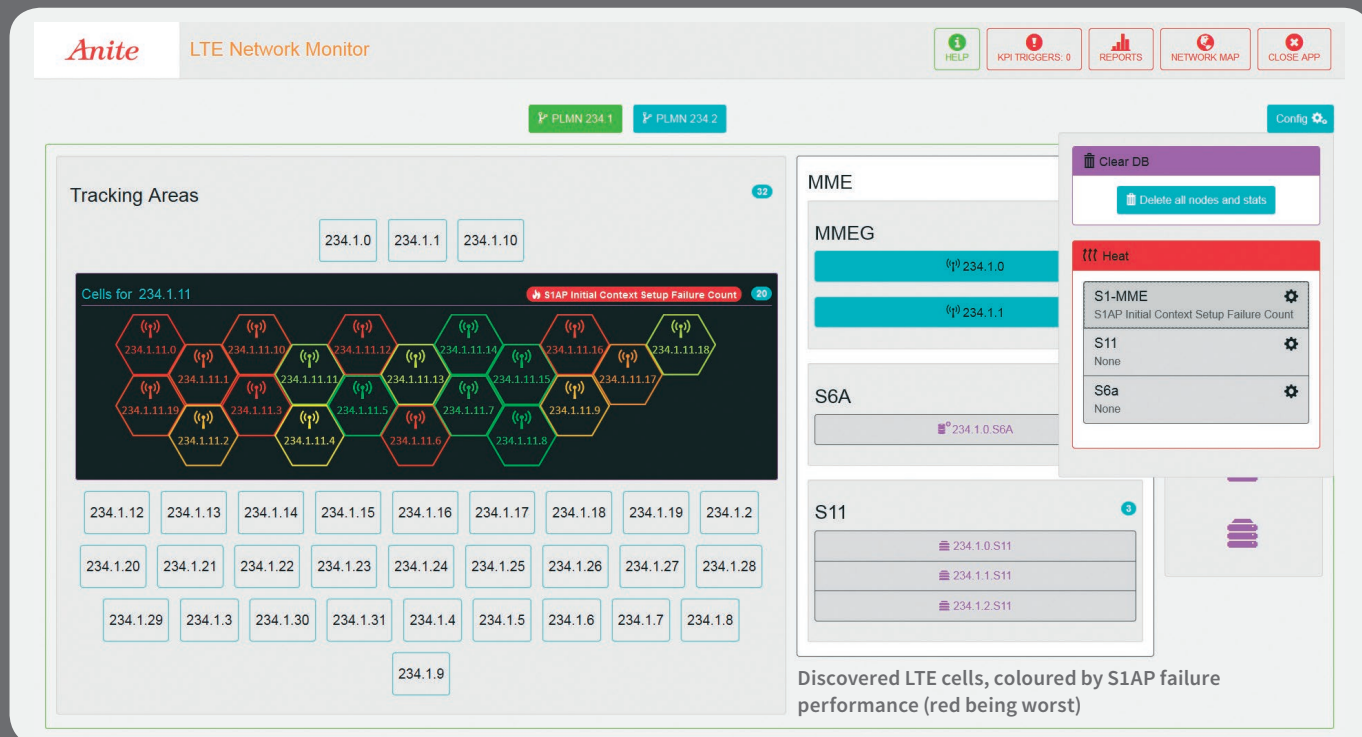 Anite
LTE Network Monitor
HELP
KPI TRIGGERS: 0
REPORTS
NETWORK MAP
CLOSE APP
PLMN 234.1
PLMN 234.2
Config
Tracking Areas
32
234.1.0
234.1.1
234.1.10
Cells for 234.1.11
S1AP Initial Context Setup Failure Count
20
234.1.11.0
234.1.11.10
234.1.11.12
234.1.11.14
234.1.11.16
234.1.11.18
234.1.11.1
234.1.11.11
234.1.11.13
234.1.11.15
234.1.11.17
234.1.11.19
234.1.11.3
234.1.11.5
234.1.11.7
234.1.11.9
234.1.11.2
234.1.11.4
234.1.11.6
234.1.11.8
234.1.12
234.1.13
234.1.14
234.1.15
234.1.16
234.1.17
234.1.18
234.1.19
234.1.2
234.1.20
234.1.21
234.1.22
234.1.23
234.1.24
234.1.25
234.1.26
234.1.27
234.1.28
234.1.29
234.1.3
234.1.30
234.1.31
234.1.4
234.1.5
234.1.6
234.1.7
234.1.8
234.1.9
MME
MMEG
234.1.0
234.1.1
S6A
234.1.0.S6A
S11
3
234.1.0.S11
234.1.1.S11
234.1.2.S11
Clear DB
Delete all nodes and stats
Heat
S1-MME
S1AP Initial Context Setup Failure Count
S11
None
S6a
None
Discovered LTE cells, coloured by S1AP failure
performance (red being worst)